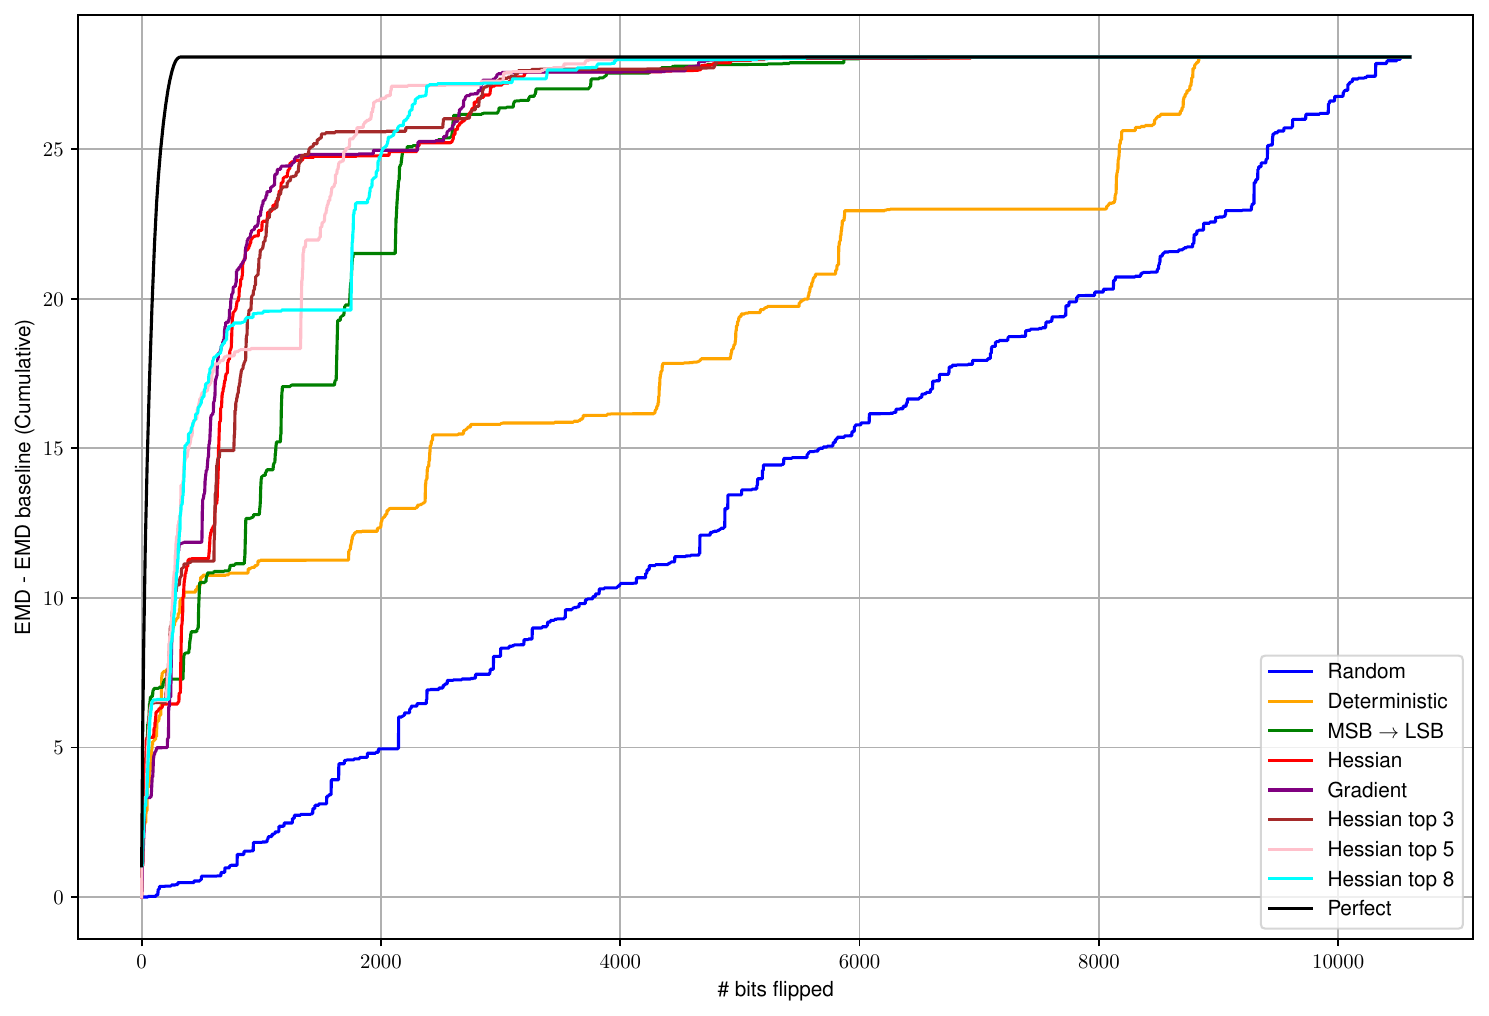 EMD - EMD baseline (Cumulative)
25
20
15
10
5
0
0 2000 4000 6000 8000 10000
# bits flipped
Random
Deterministic
MSB → LSB
Hessian
Gradient
Hessian top 3
Hessian top 5
Hessian top 8
Perfect